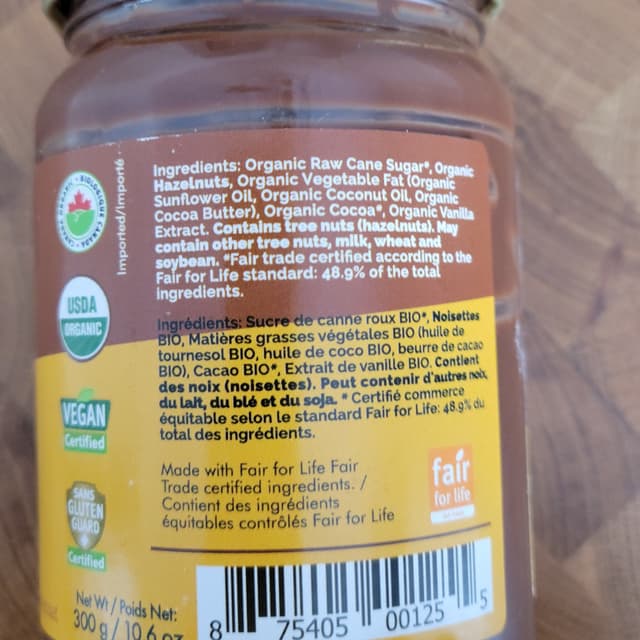 Ingredients: Organic Raw Cane Sugar*, Organic
Hazelnuts, Organic Vegetable Fat (Organic
Sunflower Oil, Organic Coconut Oil, Organic
Cocoa Butter), Organic Cocoa*, Organic Vanilla
Extract. Contains tree nuts (hazelnuts). May
contain other tree nuts, milk, wheat and
soybean. *Fair trade certified according to the
Fair for Life standard: 48.9% of the total
ingredients.
Ingrédients: Sucre de canne roux BIO*, Noisettes
BIO, Matières grasses végétales BIO (huile de
tournesol BIO, huile de coco BIO, beurre de cacao
BIO), Cacao BIO*, Extrait de vanille BIO. Contient
des noix (noisettes). Peut contenir d'autres noix,
du lait, du blé et du soja. * Certifié commerce
équitable selon le standard Fair for Life: 48.9% du
total des ingrédients.
Made with Fair for Life Fair
Trade certified ingredients. /
Contient des ingrédients
équitables contrôlés Fair for Life
fair
for life
Imported/Importé
BIOLOGIQUE CANADA
USDA
ORGANIC
VEGAN
Certified
SANS
GLUTEN
GUARD
Certified
Net Wt / Poids Net:
300 g / 10.6 oz
8 75405 00125 5